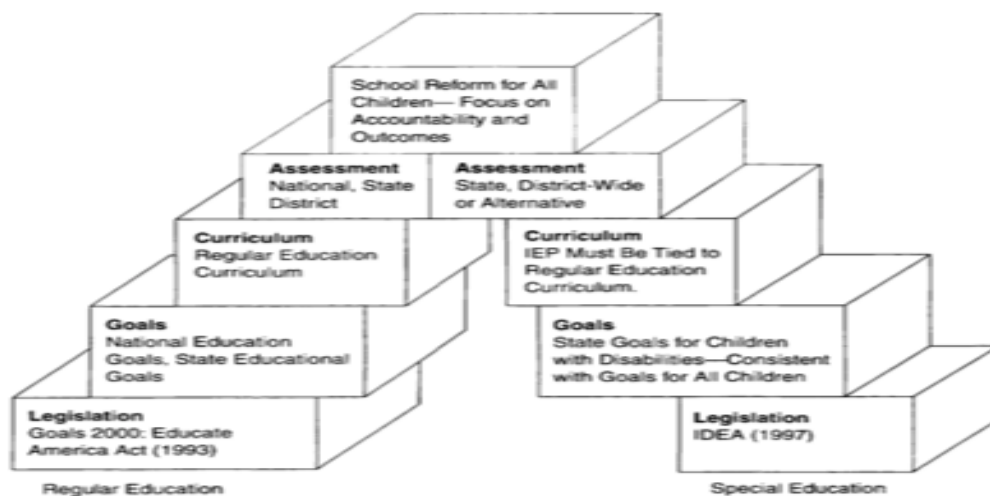 School Reform for All
Children— Focus on
Accountability and
Outcomes
Assessment
National, State
District
Assessment
State, District-Wide
or Alternative
Curriculum
Regular Education
Curriculum
Curriculum
IEP Must Be Tied to
Regular Education
Curriculum.
Goals
National Education
Goals, State Educational
Goals
Goals
State Goals for Children
with Disabilities—Consistent
with Goals for All Children
Legislation
Goals 2000: Educate
America Act (1993)
Legislation
IDEA (1997)
Regular Education
Special Education